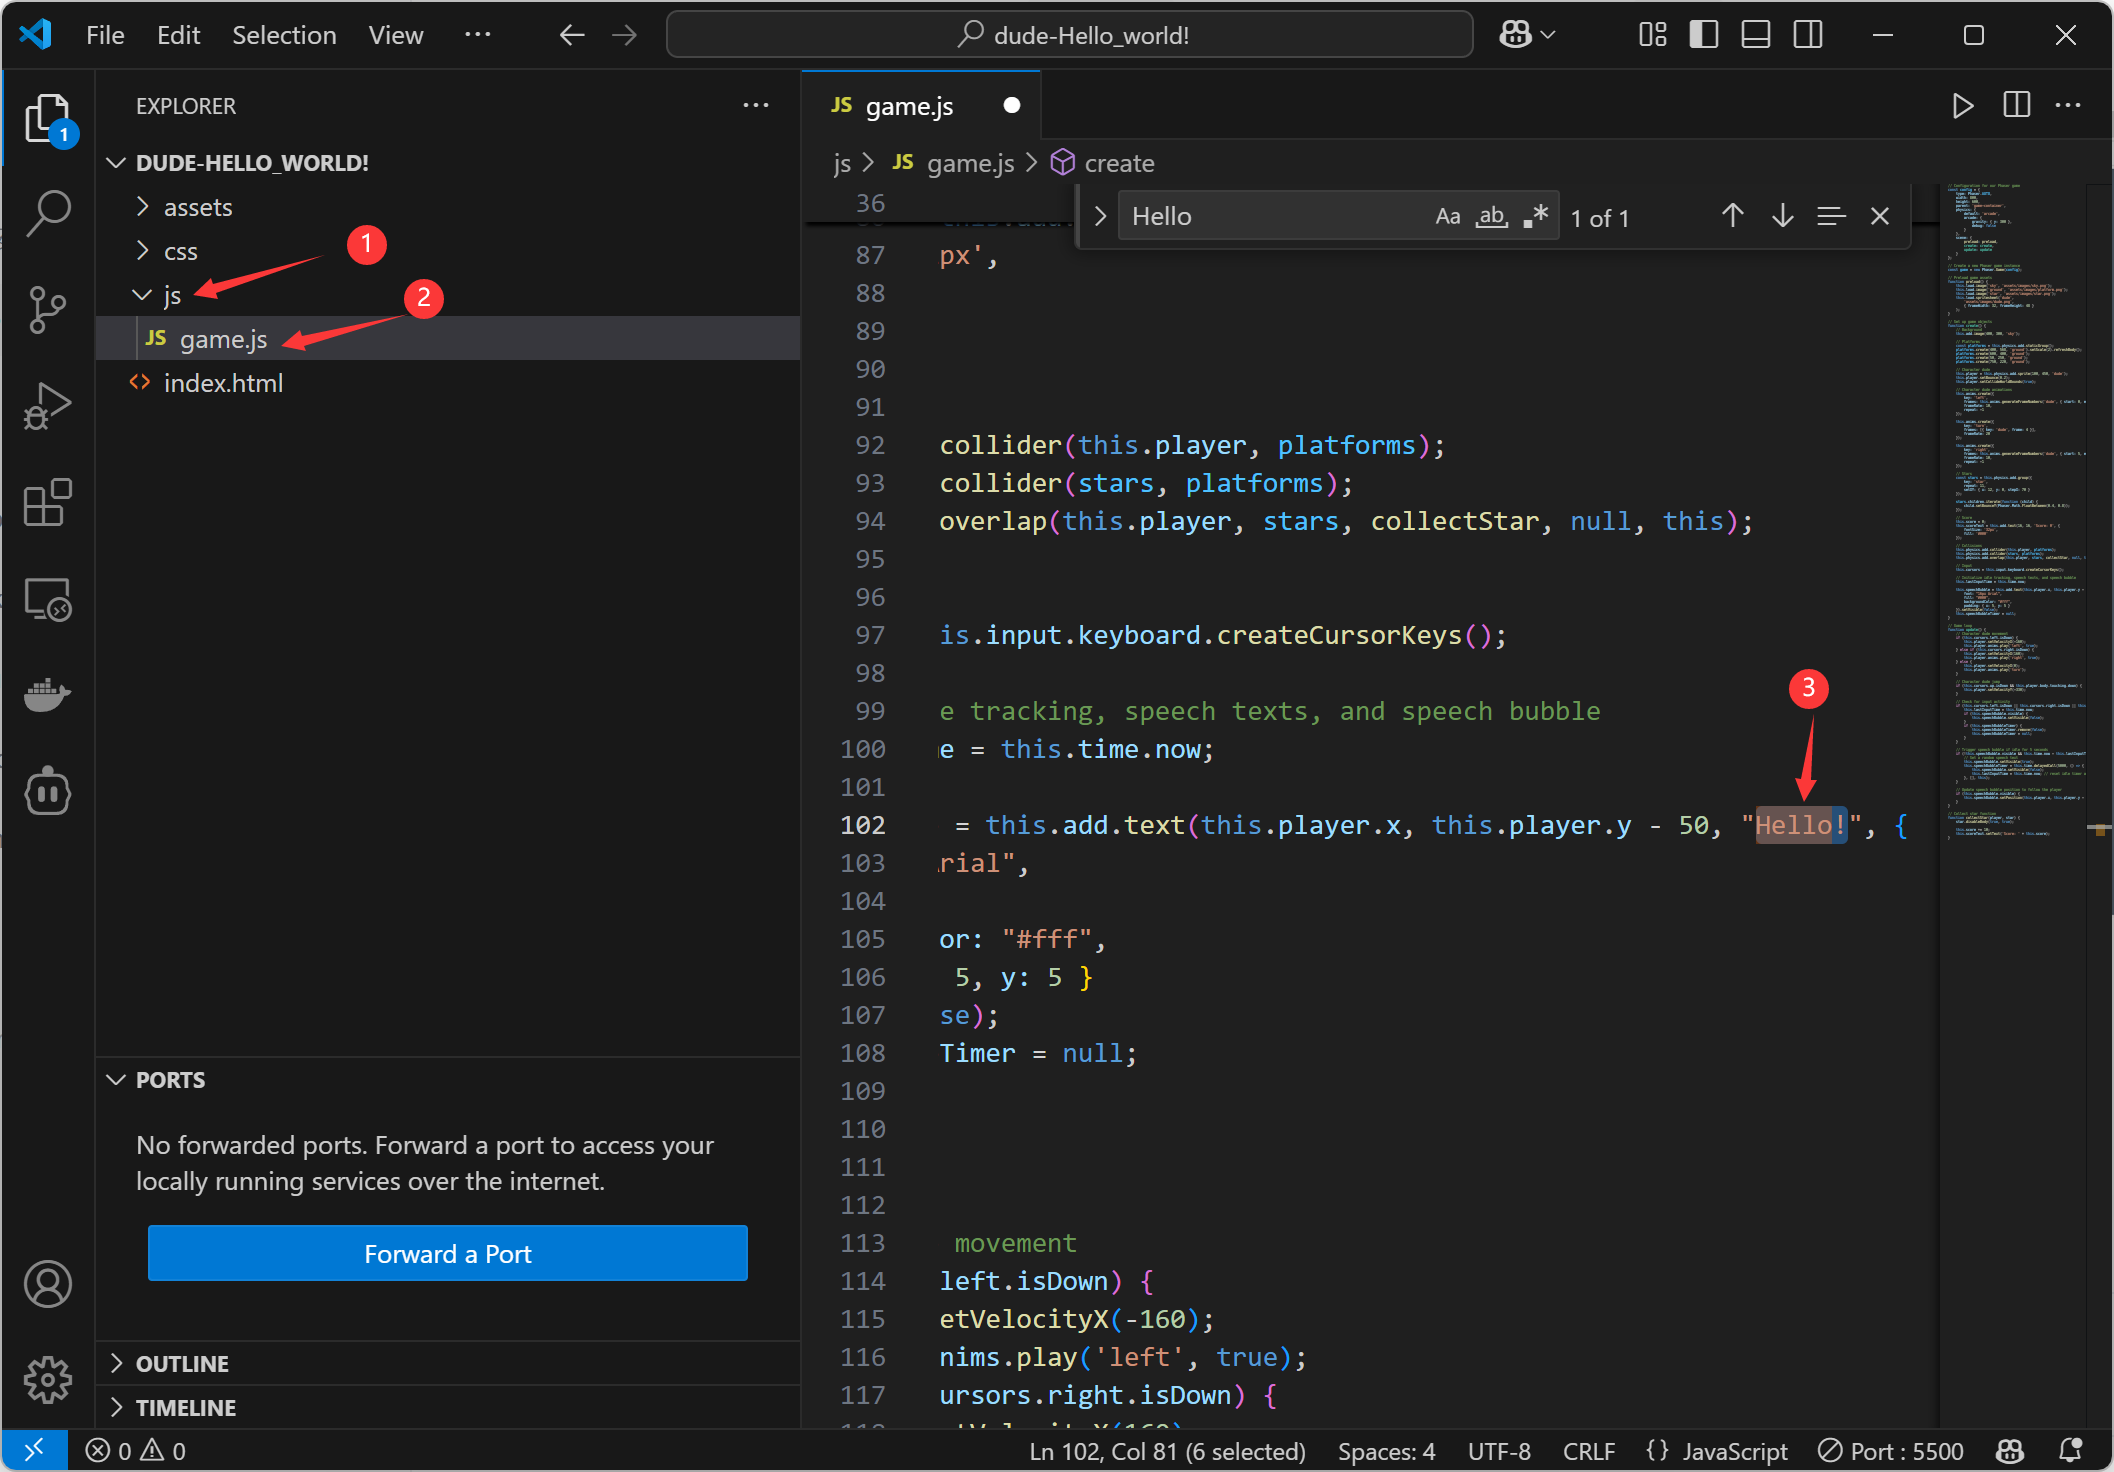 File Edit Selection View ···
dude-Hello_world!
EXPLORER
DUDE-HELLO_WORLD!
assets
css
js
JS game.js
index.html
1
2
PORTS
No forwarded ports. Forward a port to access your
locally running services over the internet.
Forward a Port
OUTLINE
TIMELINE
1
JS game.js
js > JS game.js > create
Hello
Aa ab .* 1 of 1
36
87 px',
88
89
90
91
92 collider(this.player, platforms);
93 collider(stars, platforms);
94 overlap(this.player, stars, collectStar, null, this);
95
96
97 is.input.keyboard.createCursorKeys();
98
3
99 e tracking, speech texts, and speech bubble
100 e = this.time.now;
101
102 = this.add.text(this.player.x, this.player.y - 50, "Hello!", {
103 rial",
104
105 or: "#fff",
106 5, y: 5 }
107 se);
108 Timer = null;
109
110
111
112
113 movement
114 left.isDown) {
115 etVelocityX(-160);
116 nims.play('left', true);
117 ursors.right.isDown) {
0 0
Ln 102, Col 81 (6 selected) Spaces: 4 UTF-8 CRLF {} JavaScript Port : 5500